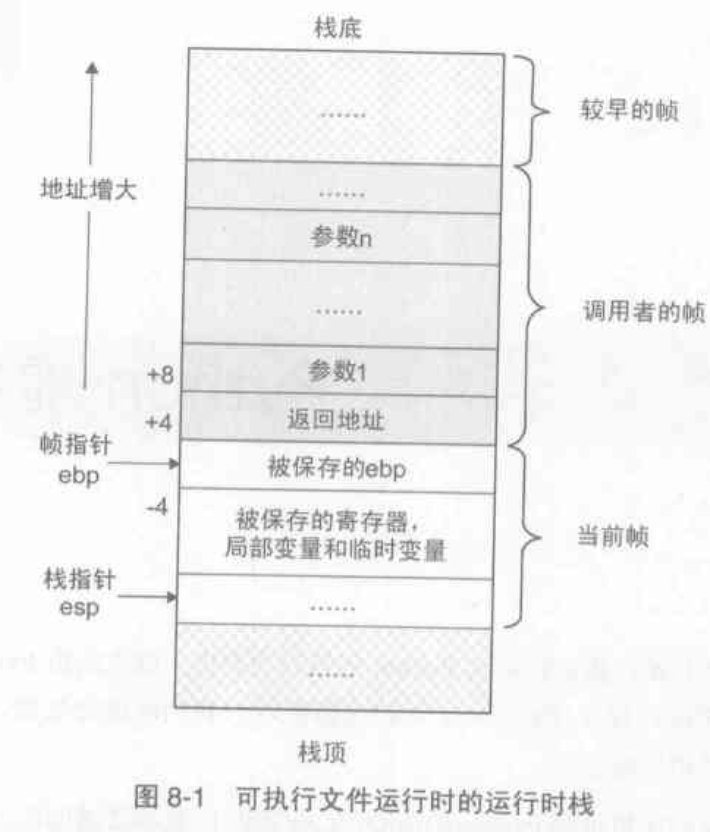 栈底
……
较早的帧
地址增大
……
参数n
……
调用者的帧
+8
参数1
+4
返回地址
帧指针
ebp
被保存的ebp
-4
被保存的寄存器，
局部变量和临时变量
当前帧
栈指针
esp
……
……
栈顶
图 8-1 可执行文件运行时的运行时栈